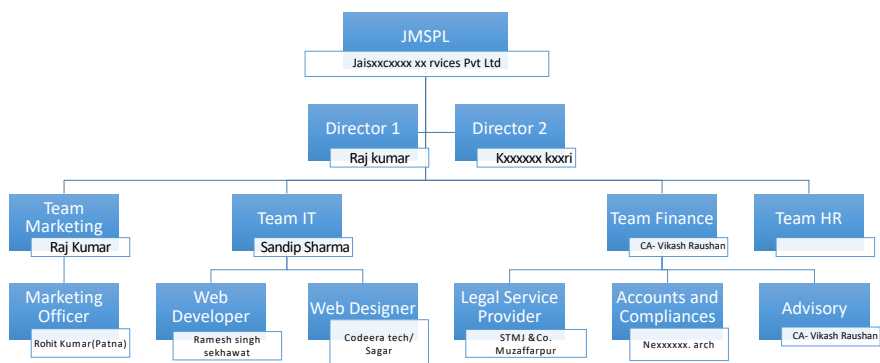 JMSPL
Jaisxxcxxxx xx rvices Pvt Ltd
Director 1
Raj kumar
Director 2
Kxxxxxx kxxri
Team
Marketing
Raj Kumar
Team IT
Sandip Sharma
Team Finance
CA- Vikash Raushan
Team HR
Marketing
Officer
Rohit Kumar(Patna)
Web
Developer
Ramesh singh
sekhawat
Web Designer
Codeera tech/
Sagar
Legal Service
Provider
STMJ &Co.
Muzaffarpur
Accounts and
Compliances
Nexxxxxx. arch
Advisory
CA- Vikash Raushan